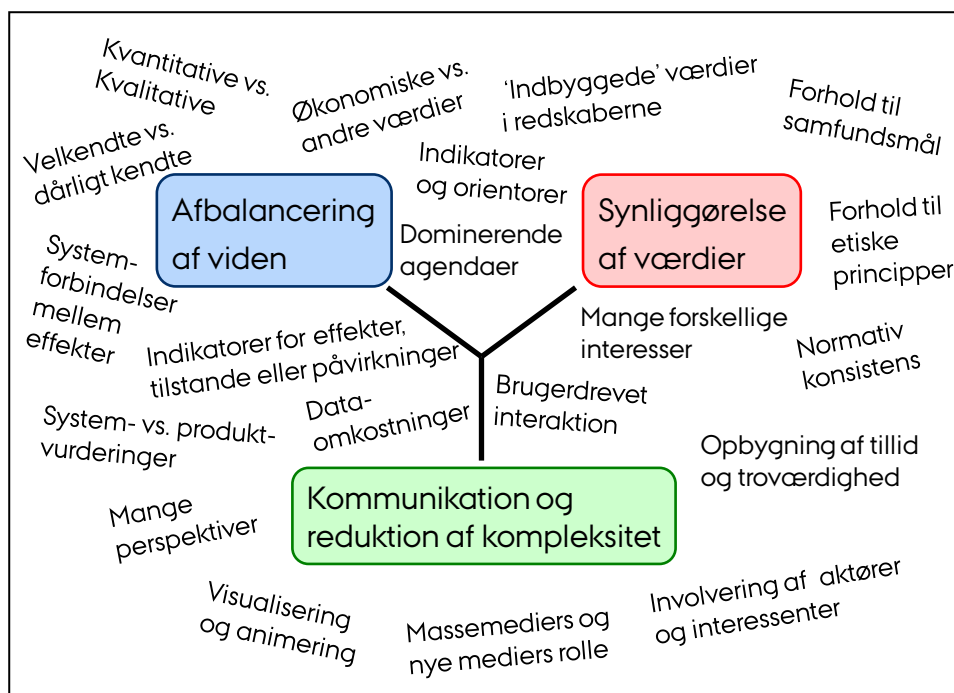 Kvantitative vs.
Kvalitative
Økonomiske vs.
andre værdier
‘Indbyggede’ værdier
i redskaberne
Forhold til
samfundsmål
Velkendte vs.
dårligt kendte
Indikatorer
og orientorer
Afbalancering
af viden
Synliggørelse
af værdier
Dominerende
agendaer
Forhold til
etiske
principper
System-
forbindelser
mellem
effekter
Mange forskellige
interesser
Indikatorer for effekter,
tilstande eller påvirkninger
Normativ
konsistens
Data-
omkostninger
Brugerdrevet
interaktion
System- vs. produkt-
vurderinger
Opbygning af tillid
og troværdighed
Kommunikation og
reduktion af kompleksitet
Mange
perspektiver
Visualisering
og animering
Massemediers og
nye mediers rolle
Involvering af aktører
og interessenter